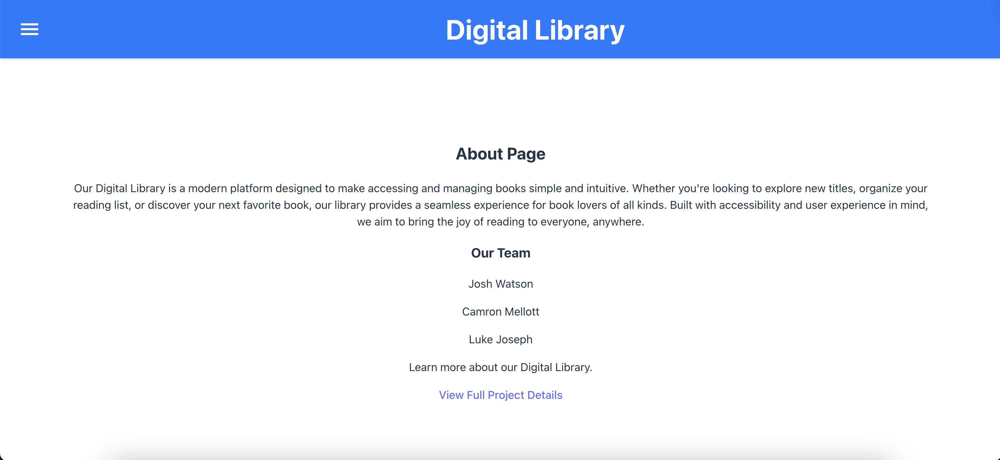 Digital Library
About Page
Our Digital Library is a modern platform designed to make accessing and managing books simple and intuitive. Whether you're looking to explore new titles, organize your
reading list, or discover your next favorite book, our library provides a seamless experience for book lovers of all kinds. Built with accessibility and user experience in mind,
we aim to bring the joy of reading to everyone, anywhere.
Our Team
Josh Watson
Camron Mellott
Luke Joseph
Learn more about our Digital Library.
View Full Project Details